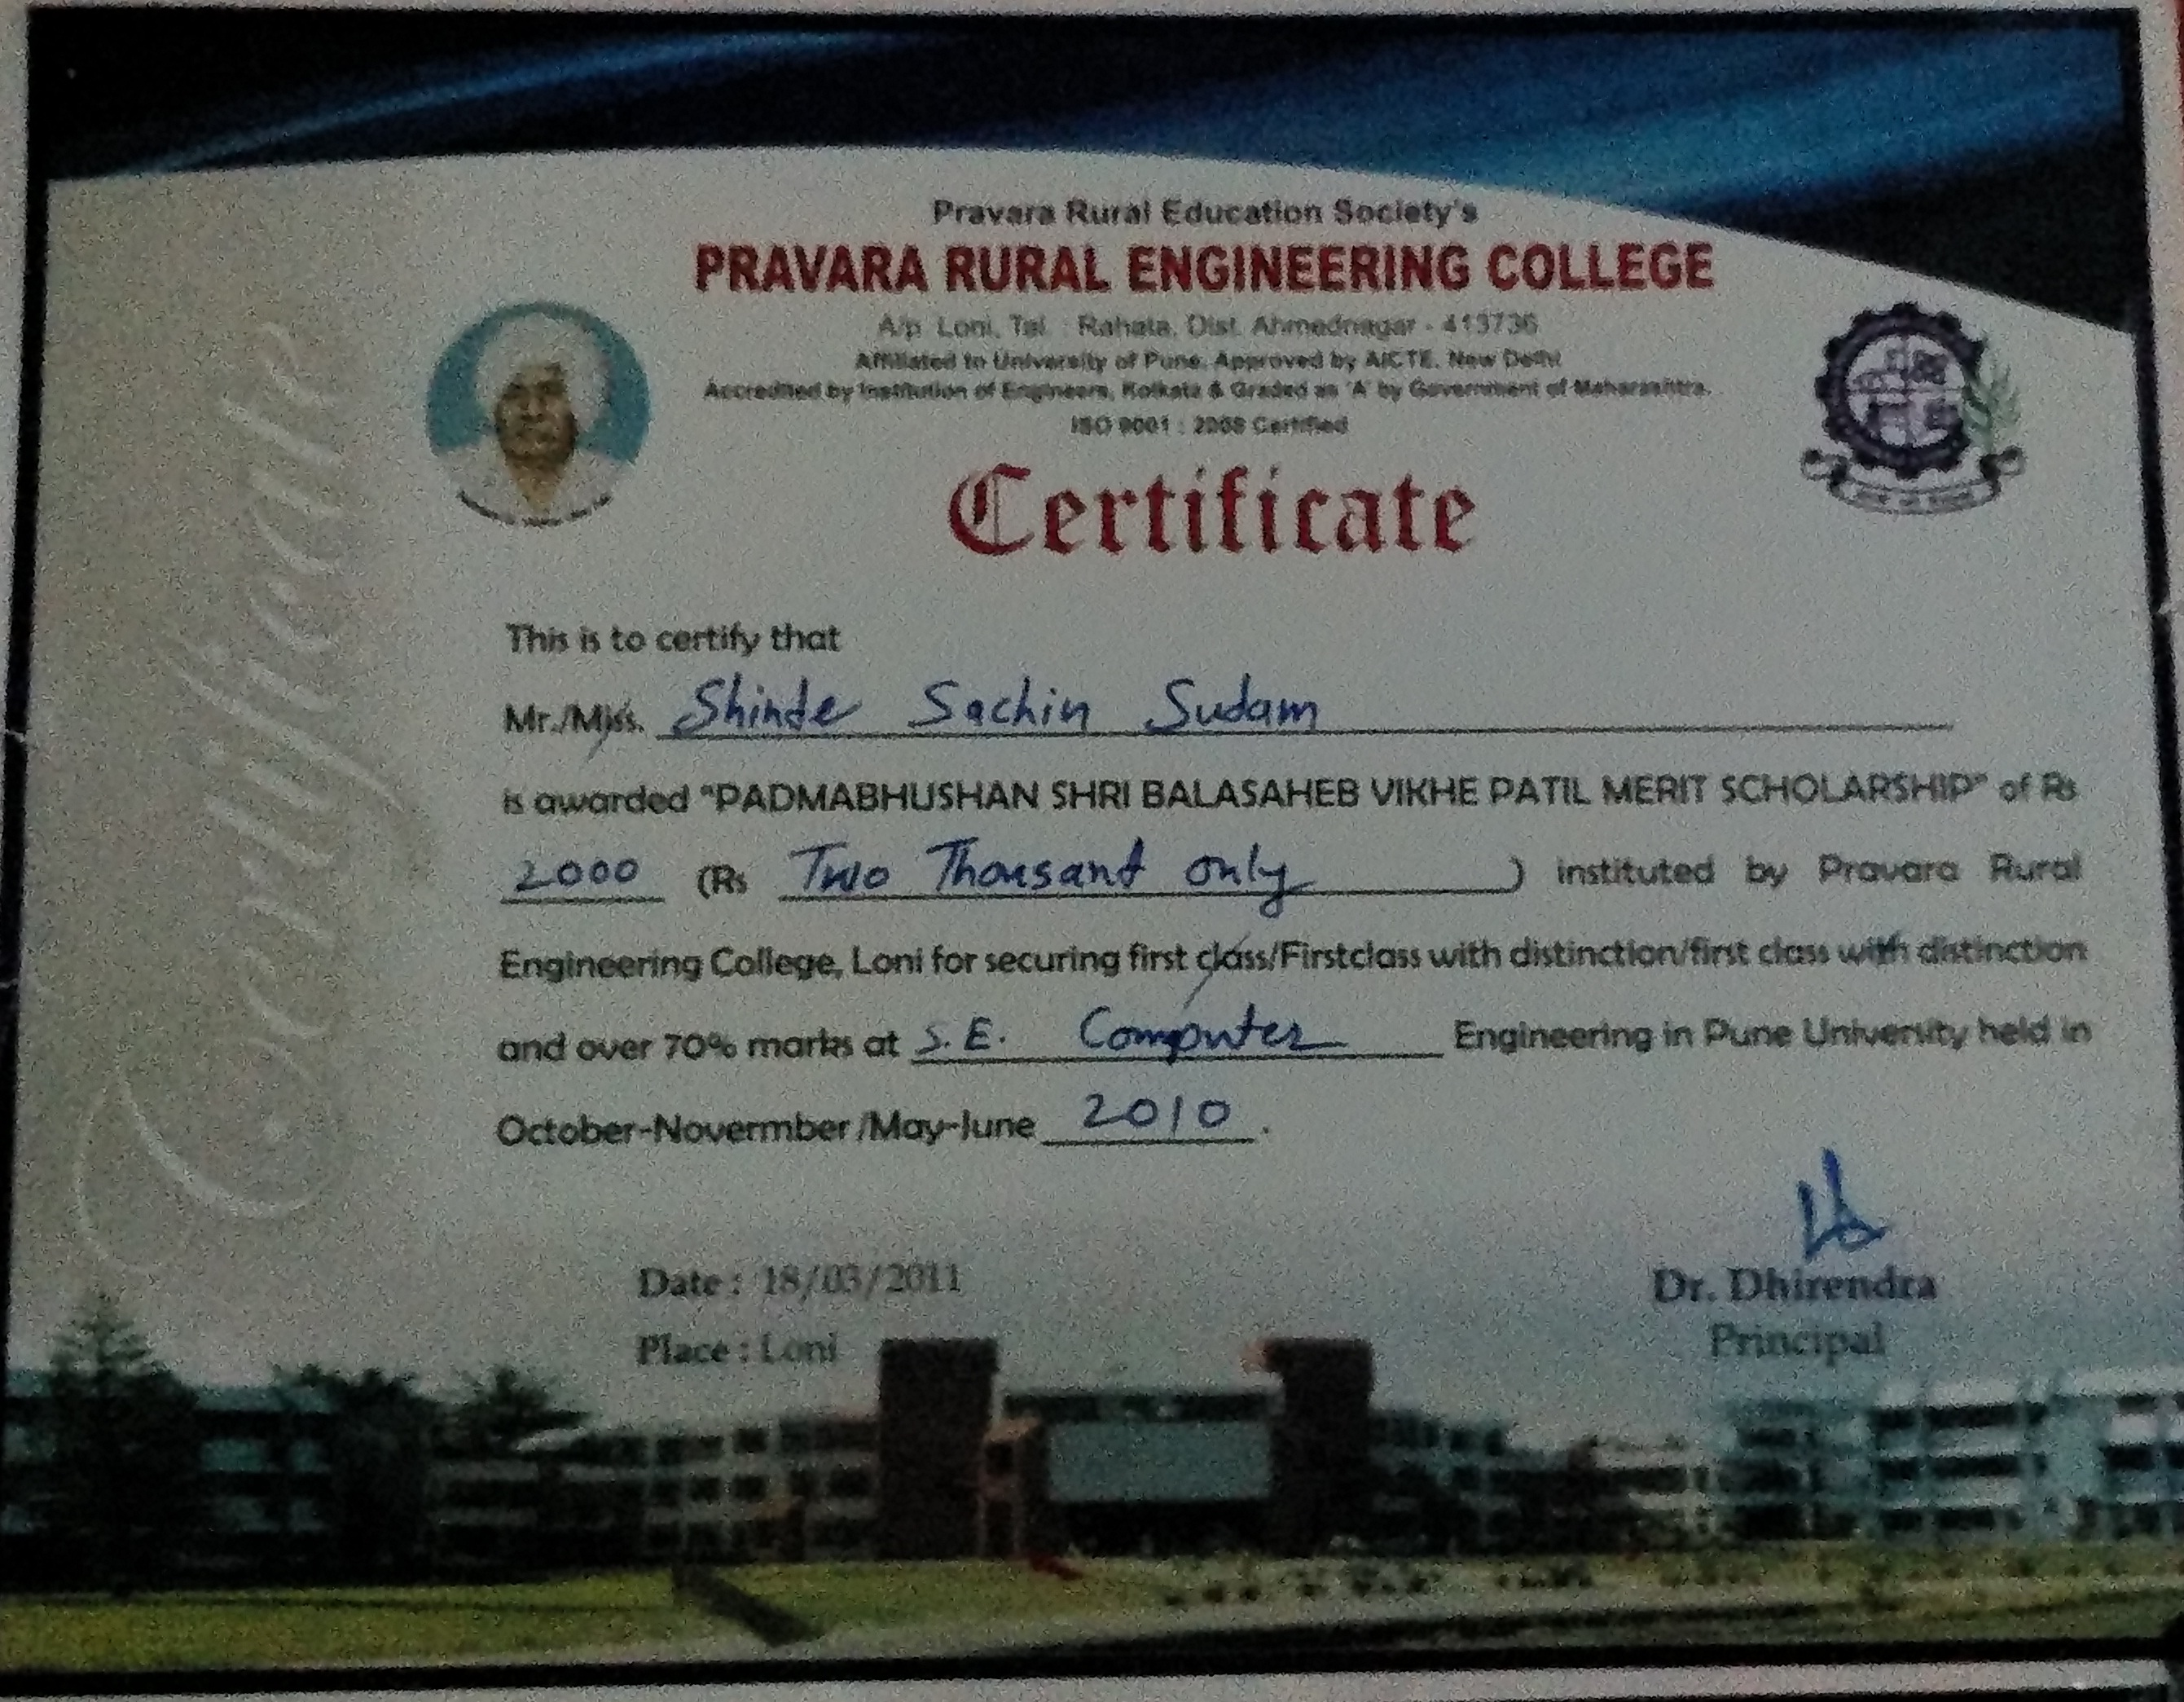 Pravara Rural Education Society's
PRAVARA RURAL ENGINEERING COLLEGE
A/p. Loni, Tal. : Rahata, Dist. Ahmednagar - 413736
Affiliated to University of Pune, Approved by AICTE, New Delhi
Accredited by Institution of Engineers, Kolkata & Graded as 'A' by Government of Maharashtra.
ISO 9001 : 2008 Certified
Certificate
Certificate
This is to certify that
Mr./Miss. Shinde Sachin Sudam
is awarded "PADMABHUSHAN SHRI BALASAHEB VIKHE PATIL MERIT SCHOLARSHIP" of Rs
2000 (Rs Two Thousand only ) instituted by Pravara Rural
Engineering College, Loni for securing first class/Firstclass with distinction/first class with distinction
and over 70% marks at S.E. Computer Engineering in Pune University held in
October-Novermber /May-June 2010.
Date : 18/03/2011
Place : Loni
Dr. Dhirendra
Principal